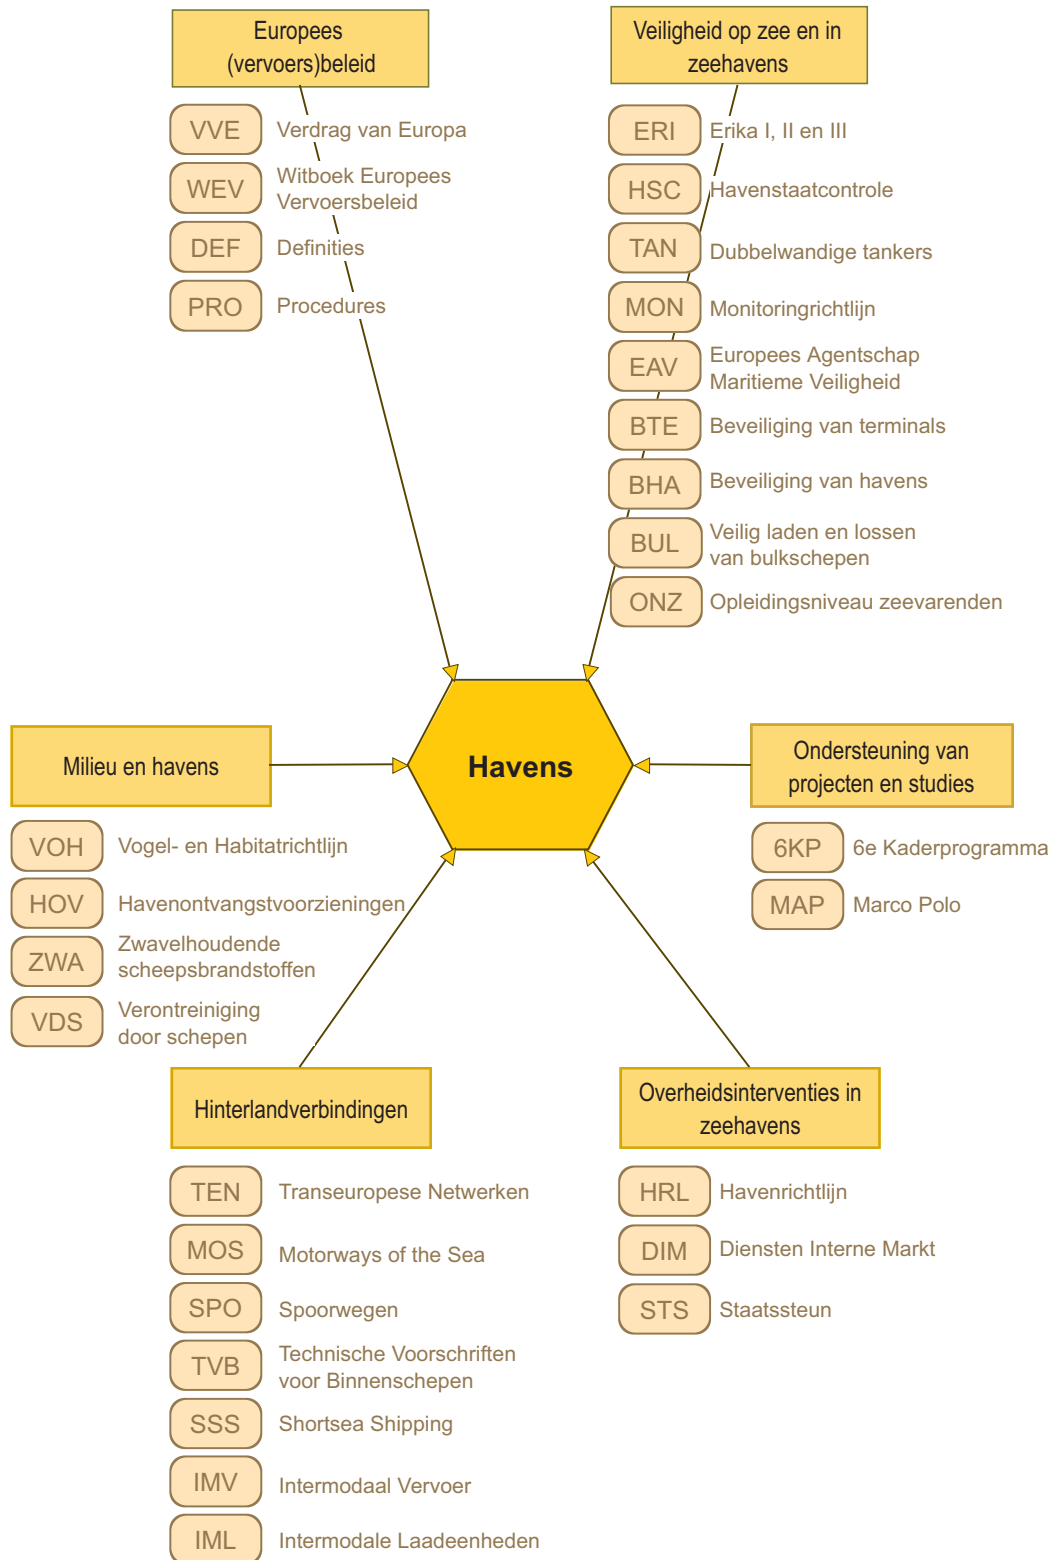 Europees
(vervoers)beleid
VVE Verdrag van Europa
WEV Witboek Europees
Vervoersbeleid
DEF Definities
PRO Procedures
Veiligheid op zee en in
zeehavens
ERI Erika I, II en III
HSC Havenstaatcontrole
TAN Dubbelwandige tankers
MON Monitoringrichtlijn
EAV Europees Agentschap
Maritieme Veiligheid
BTE Beveiliging van terminals
BHA Beveiliging van havens
BUL Veilig laden en lossen
van bulkschepen
ONZ Opleidingsniveau zeevarenden
Havens
Milieu en havens
VOH Vogel- en Habitatrichtlijn
HOV Havenontvangstvoorzieningen
ZWA Zwavelhoudende
scheepsbrandstoffen
VDS Verontreiniging
door schepen
Ondersteuning van
projecten en studies
6KP 6e Kaderprogramma
MAP Marco Polo
Hinterlandverbindingen
TEN Transeuropese Netwerken
MOS Motorways of the Sea
SPO Spoorwegen
TVB Technische Voorschriften
voor Binnenschepen
SSS Shortsea Shipping
IMV Intermodaal Vervoer
IML Intermodale Laadeenheden
Overheidsinterventies in
zeehavens
HRL Havenrichtlijn
DIM Diensten Interne Markt
STS Staatssteun